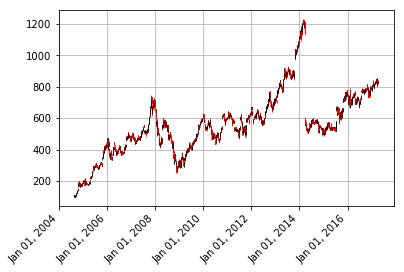 1200
1000
800
600
400
200
Jan 01, 2004
Jan 01, 2006
Jan 01, 2008
Jan 01, 2010
Jan 01, 2012
Jan 01, 2014
Jan 01, 2016